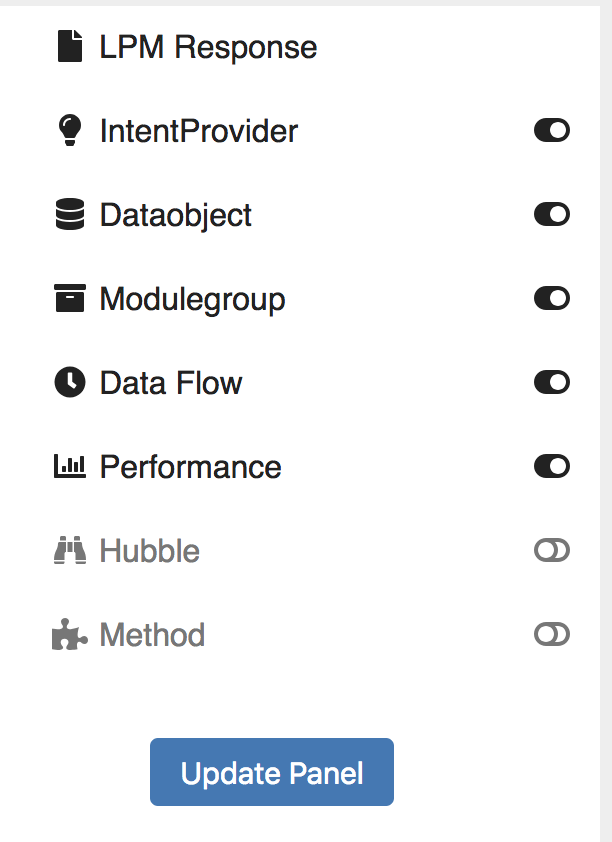 LPM Response
IntentProvider
Dataobject
Modulegroup
Data Flow
Performance
Hubble
Method
Update Panel